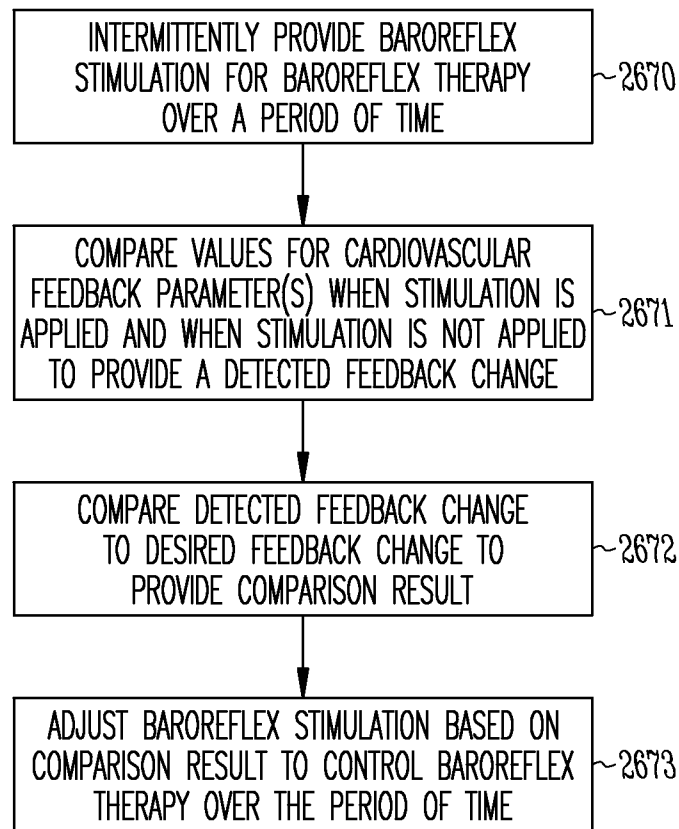 INTERMITTENTLY PROVIDE BAROREFLEX
STIMULATION FOR BAROREFLEX THERAPY
OVER A PERIOD OF TIME
2670
COMPARE VALUES FOR CARDIOVASCULAR
FEEDBACK PARAMETER(S) WHEN STIMULATION IS
APPLIED AND WHEN STIMULATION IS NOT APPLIED
TO PROVIDE A DETECTED FEEDBACK CHANGE
2671
COMPARE DETECTED FEEDBACK CHANGE
TO DESIRED FEEDBACK CHANGE TO
PROVIDE COMPARISON RESULT
2672
ADJUST BAROREFLEX STIMULATION BASED ON
COMPARISON RESULT TO CONTROL BAROREFLEX
THERAPY OVER THE PERIOD OF TIME
2673